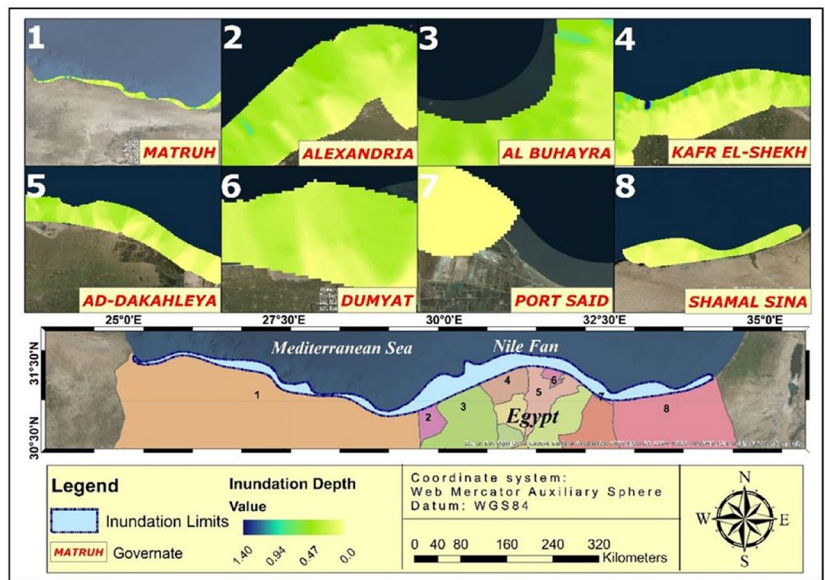 1
2
3
4
MATRUH
ALEXANDRIA
AL BUHAYRA
KAFR EL-SHEKH
5
6
7
8
AD-DAKAHLEYA
DUMYAT
PORT SAID
SHAMAL SINA
25°0'E 27°30'E 30°0'E 32°30'E 35°0'E
31°30'N
30°30'N
Mediterranean Sea
Nile Fan
Egypt
1
2
3
4
5
6
7
8
Legend
Inundation Limits
MATRUH Governate
Inundation Depth
Value
1.40 0.94 0.47 0.0
Coordinate system:
Web Mercator Auxiliary Sphere
Datum: WGS84
0 40 80 160 240 320
Kilometers
N
W E
S